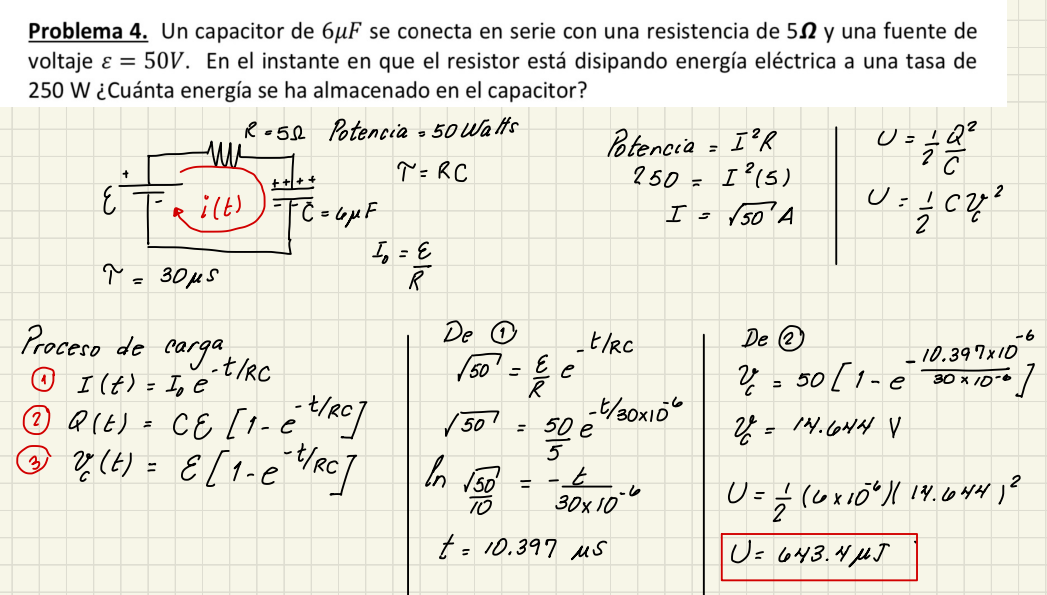 Problema 4. Un capacitor de 6μF se conecta en serie con una resistencia de 5Ω y una fuente de
voltaje ε = 50V. En el instante en que el resistor está disipando energía eléctrica a una tasa de
250 W ¿Cuánta energía se ha almacenado en el capacitor?
R = 5Ω Potencia = 50 Watts
τ = RC
+
ε
-
i(t)
++++
- - -
C = 6μF
τ = 30μs
I₀ = ε/R
Potencia = I²R
250 = I²(5)
I = √50 A
U = 1/2 Q²/C
U = 1/2 C v_c²
Proceso de carga
① I(t) = I₀ e^(-t/RC)
② Q(t) = Cε [1 - e^(-t/RC)]
③ v_c(t) = ε [1 - e^(-t/RC)]
De ①
√50 = ε/R e^(-t/RC)
√50 = 50/5 e^(-t/30x10^-6)
ln √50/10 = - t/30x10^-6
t = 10.397 μs
De ②
v_c = 50 [1 - e^(-10.397x10^-6/30x10^-6)]
v_c = 14.644 V
U = 1/2 (6x10^-6)(14.644)²
U = 643.4 μJ